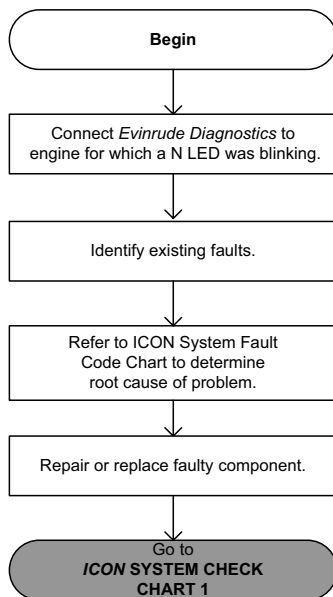 Begin
Connect Evinrude Diagnostics to
engine for which a N LED was blinking.
Identify existing faults.
Refer to ICON System Fault
Code Chart to determine
root cause of problem.
Repair or replace faulty component.
Go to
ICON SYSTEM CHECK
CHART 1